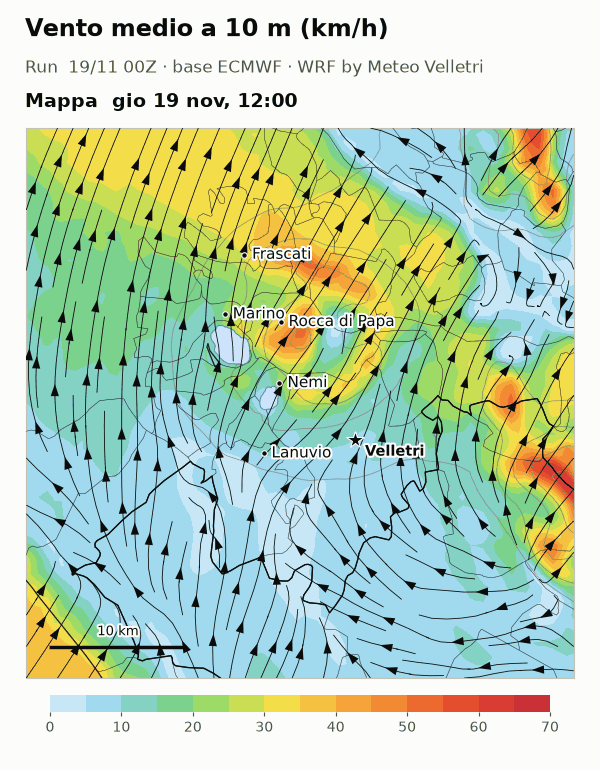 Vento medio a 10 m (km/h)
Run  19/11 00Z · base ECMWF · WRF by Meteo Velletri
Mappa  gio 19 nov, 12:00
Frascati
Marino
Rocca di Papa
Nemi
Velletri
Lanuvio
10 km
0 10 20 30 40 50 60 70